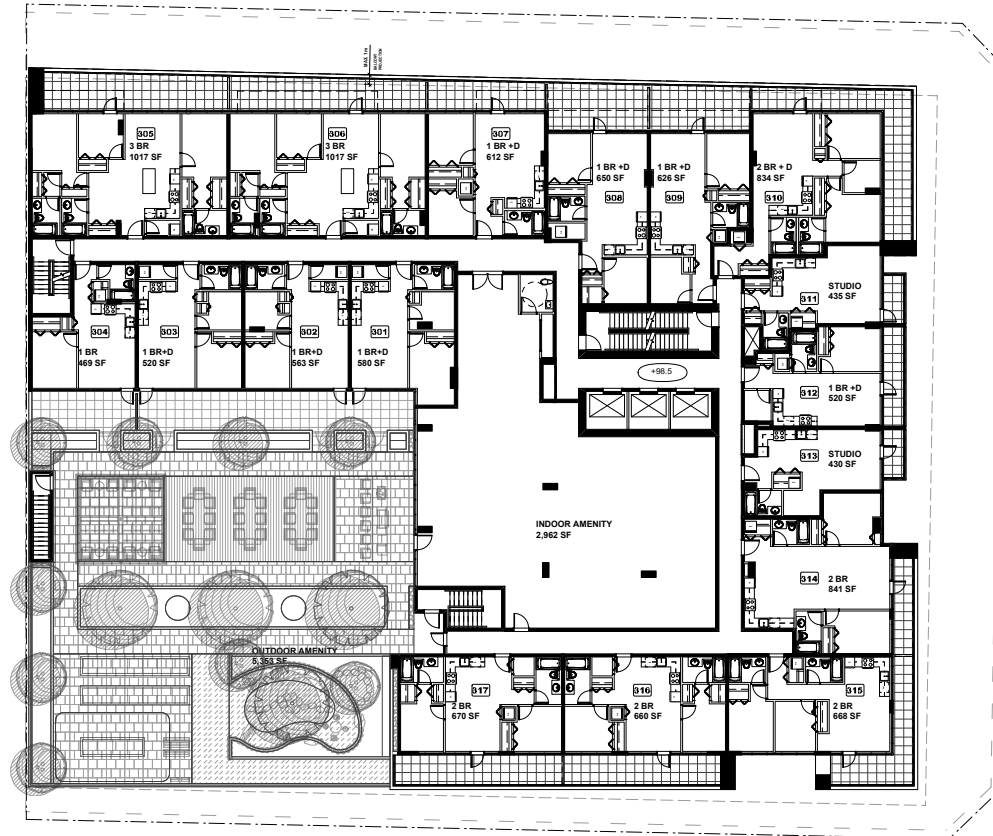 MAX. 1m
BALCONY
PROJECTION
305
3 BR
1017 SF
306
3 BR
1017 SF
307
1 BR +D
612 SF
1 BR +D
650 SF
308
1 BR +D
626 SF
309
2 BR + D
834 SF
310
311
STUDIO
435 SF
304
1 BR
469 SF
303
1 BR+D
520 SF
302
1 BR+D
563 SF
301
1 BR+D
580 SF
+98.5
312
1 BR +D
520 SF
313
STUDIO
430 SF
INDOOR AMENITY
2,962 SF
314
2 BR
841 SF
OUTDOOR AMENITY
5,353 SF
317
2 BR
670 SF
316
2 BR
660 SF
315
2 BR
668 SF